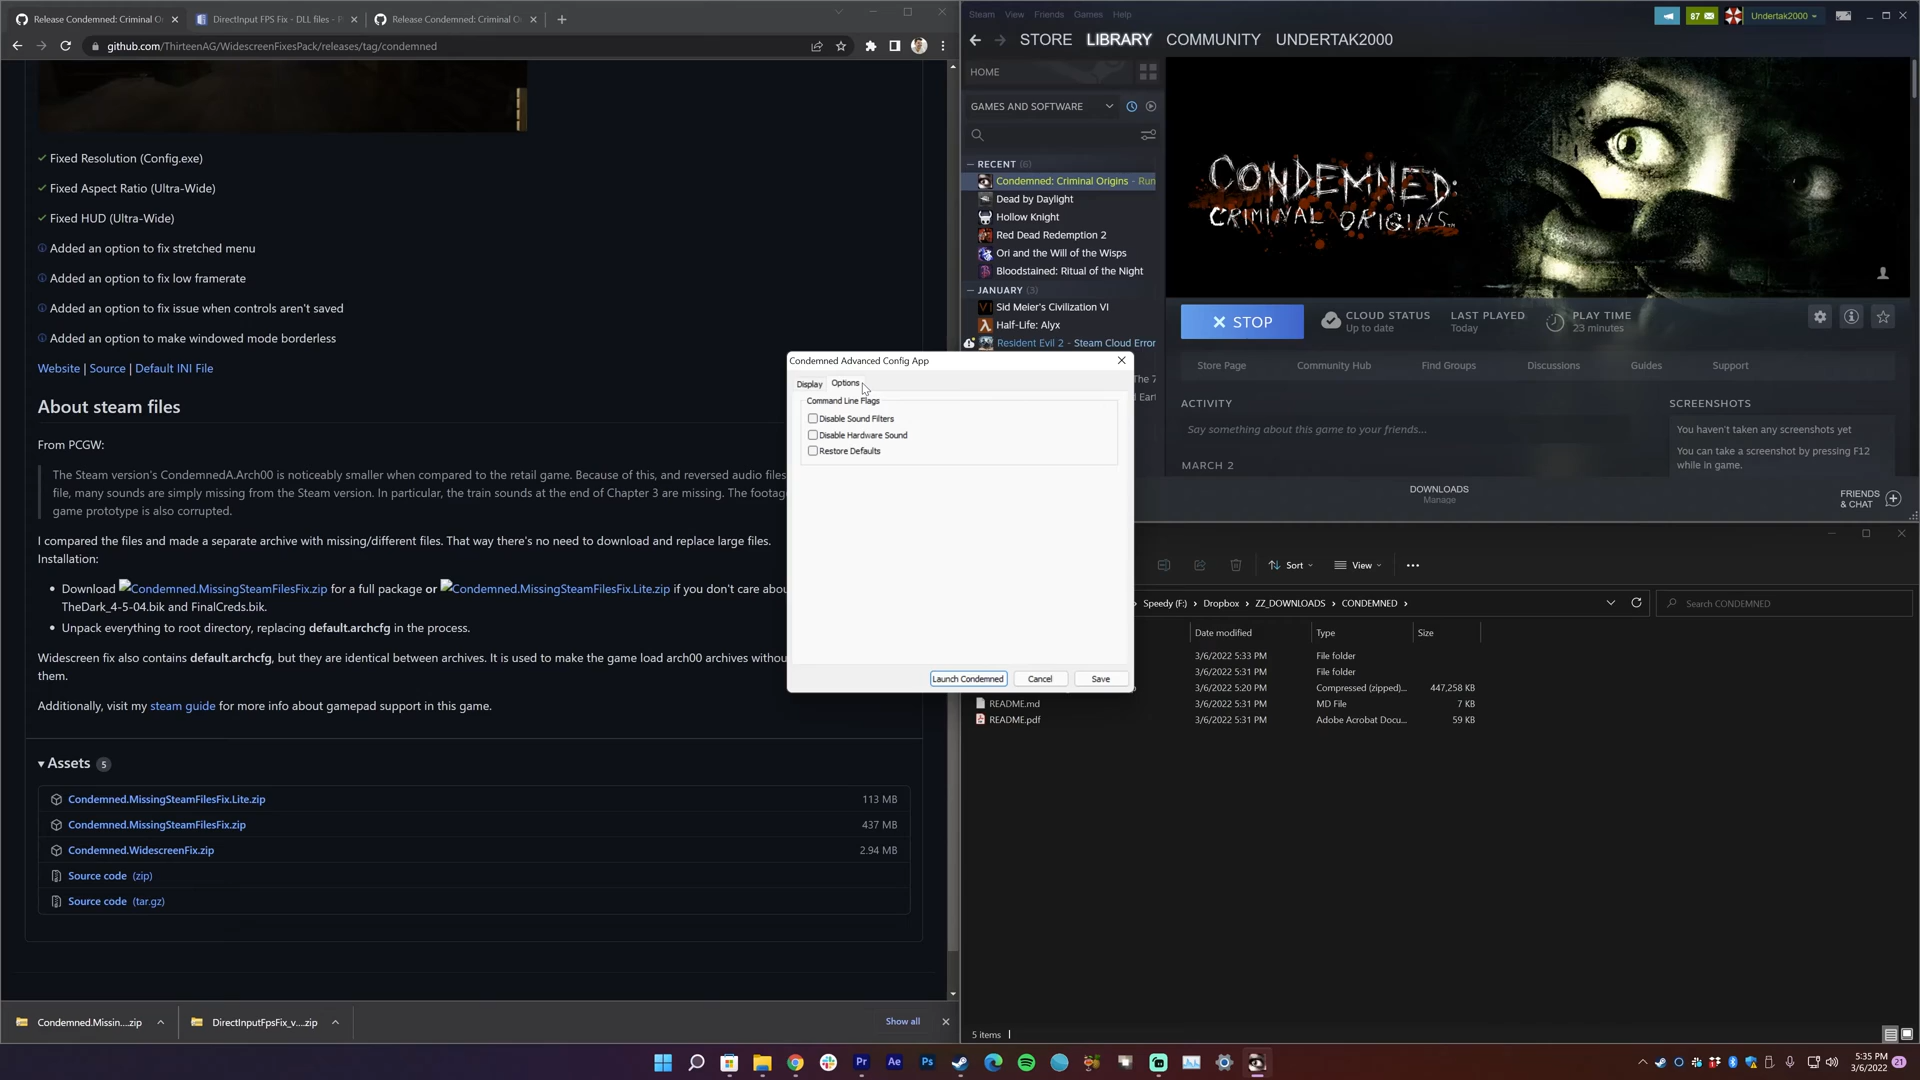 Release Condemned: Criminal O
DirectInput FPS Fix - DLL files - P
Release Condemned: Criminal O
github.com/ThirteenAG/WidescreenFixesPack/releases/tag/condemned
Fixed Resolution (Config.exe)
Fixed Aspect Ratio (Ultra-Wide)
Fixed HUD (Ultra-Wide)
Added an option to fix stretched menu
Added an option to fix low framerate
Added an option to fix issue when controls aren't saved
Added an option to make windowed mode borderless
Website | Source | Default INI File
About steam files
From PCGW:
The Steam version's CondemnedA.Arch00 is noticeably smaller when compared to the retail game. Because of this, and reversed audio files
file, many sounds are simply missing from the Steam version. In particular, the train sounds at the end of Chapter 3 are missing. The footag
game prototype is also corrupted.
I compared the files and made a separate archive with missing/different files. That way there's no need to download and replace large files.
Installation:
Download Condemned.MissingSteamFilesFix.zip for a full package or Condemned.MissingSteamFilesFix.Lite.zip if you don't care abou
TheDark_4-5-04.bik and FinalCreds.bik.
Unpack everything to root directory, replacing default.archcfg in the process.
Widescreen fix also contains default.archcfg, but they are identical between archives. It is used to make the game load arch00 archives withou
them.
Additionally, visit my steam guide for more info about gamepad support in this game.
Assets 5
Condemned.MissingSteamFilesFix.Lite.zip 113 MB
Condemned.MissingSteamFilesFix.zip 437 MB
Condemned.WidescreenFix.zip 2.94 MB
Source code (zip)
Source code (tar.gz)
Condemned.Missin....zip
DirectInputFpsFix_v....zip
Show all
Steam View Friends Games Help
87
Undertak2000
STORE LIBRARY COMMUNITY UNDERTAK2000
HOME
GAMES AND SOFTWARE
RECENT (6)
Condemned: Criminal Origins - Run
Dead by Daylight
Hollow Knight
Red Dead Redemption 2
Ori and the Will of the Wisps
Bloodstained: Ritual of the Night
JANUARY (3)
Sid Meier's Civilization VI
Half-Life: Alyx
Resident Evil 2 - Steam Cloud Error
The 7
Eart
CONDEMNED:
CRIMINAL ORIGINS
STOP
CLOUD STATUS
Up to date
LAST PLAYED
Today
PLAY TIME
23 minutes
Store Page Community Hub Find Groups Discussions Guides Support
ACTIVITY
Say something about this game to your friends...
MARCH 2
SCREENSHOTS
You haven't taken any screenshots yet
You can take a screenshot by pressing F12
while in game.
DOWNLOADS
Manage
FRIENDS
& CHAT
Condemned Advanced Config App
Display Options
Command Line Flags
Disable Sound Filters
Disable Hardware Sound
Restore Defaults
Launch Condemned Cancel Save
Sort View
Speedy (F:) Dropbox ZZ_DOWNLOADS CONDEMNED
Search CONDEMNED
Date modified Type Size
3/6/2022 5:33 PM File folder
3/6/2022 5:31 PM File folder
3/6/2022 5:20 PM Compressed (zipped)... 447,258 KB
README.md 3/6/2022 5:31 PM MD File 7 KB
README.pdf 3/6/2022 5:31 PM Adobe Acrobat Docu... 59 KB
5 items
Pr Ae Ps
5:35 PM
3/6/2022
21